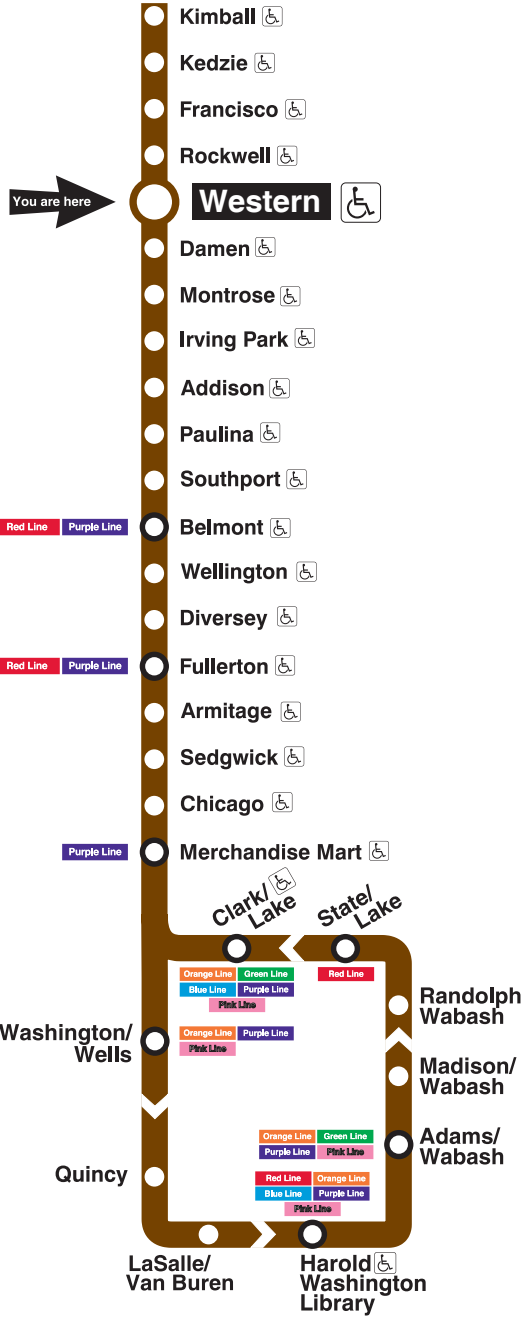 Kimball
Kedzie
Francisco
Rockwell
You are here
Western
Damen
Montrose
Irving Park
Addison
Paulina
Southport
Red Line Purple Line Belmont
Wellington
Diversey
Red Line Purple Line Fullerton
Armitage
Sedgwick
Chicago
Purple Line Merchandise Mart
Clark/
Lake
State/
Lake
Orange Line Green Line
Blue Line Purple Line
Pink Line
Red Line
Randolph
Wabash
Washington/
Wells
Orange Line Purple Line
Pink Line
Madison/
Wabash
Orange Line Green Line
Purple Line Pink Line
Adams/
Wabash
Quincy
Red Line Orange Line
Blue Line Purple Line
Pink Line
LaSalle/
Van Buren
Harold
Washington
Library